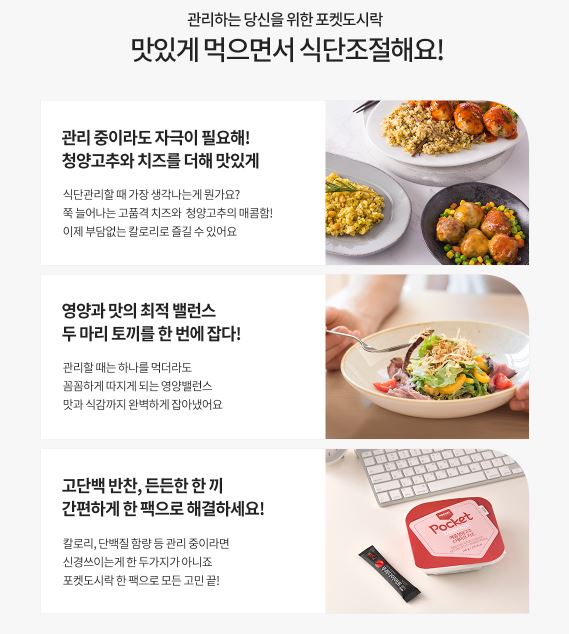 관리하는 당신을 위한 포켓도시락
맛있게 먹으면서 식단조절해요!
관리 중이라도 자극이 필요해!
청양고추와 치즈를 더해 맛있게
식단관리할 때 가장 생각나는게 뭔가요?
쭉 늘어나는 고품격 치즈와 청양고추의 매콤함!
이제 부담없는 칼로리로 즐길 수 있어요
영양과 맛의 최적 밸런스
두 마리 토끼를 한 번에 잡다!
관리할 때는 하나를 먹더라도
꼼꼼하게 따지게 되는 영양밸런스
맛과 식감까지 완벽하게 잡아냈어요
고단백 반찬, 든든한 한 끼
간편하게 한 팩으로 해결하세요!
칼로리, 단백질 함량 등 관리 중이라면
신경쓰이는게 한 두가지가 아니죠
포켓도시락 한 팩으로 모든 고민 끝!
Pocket